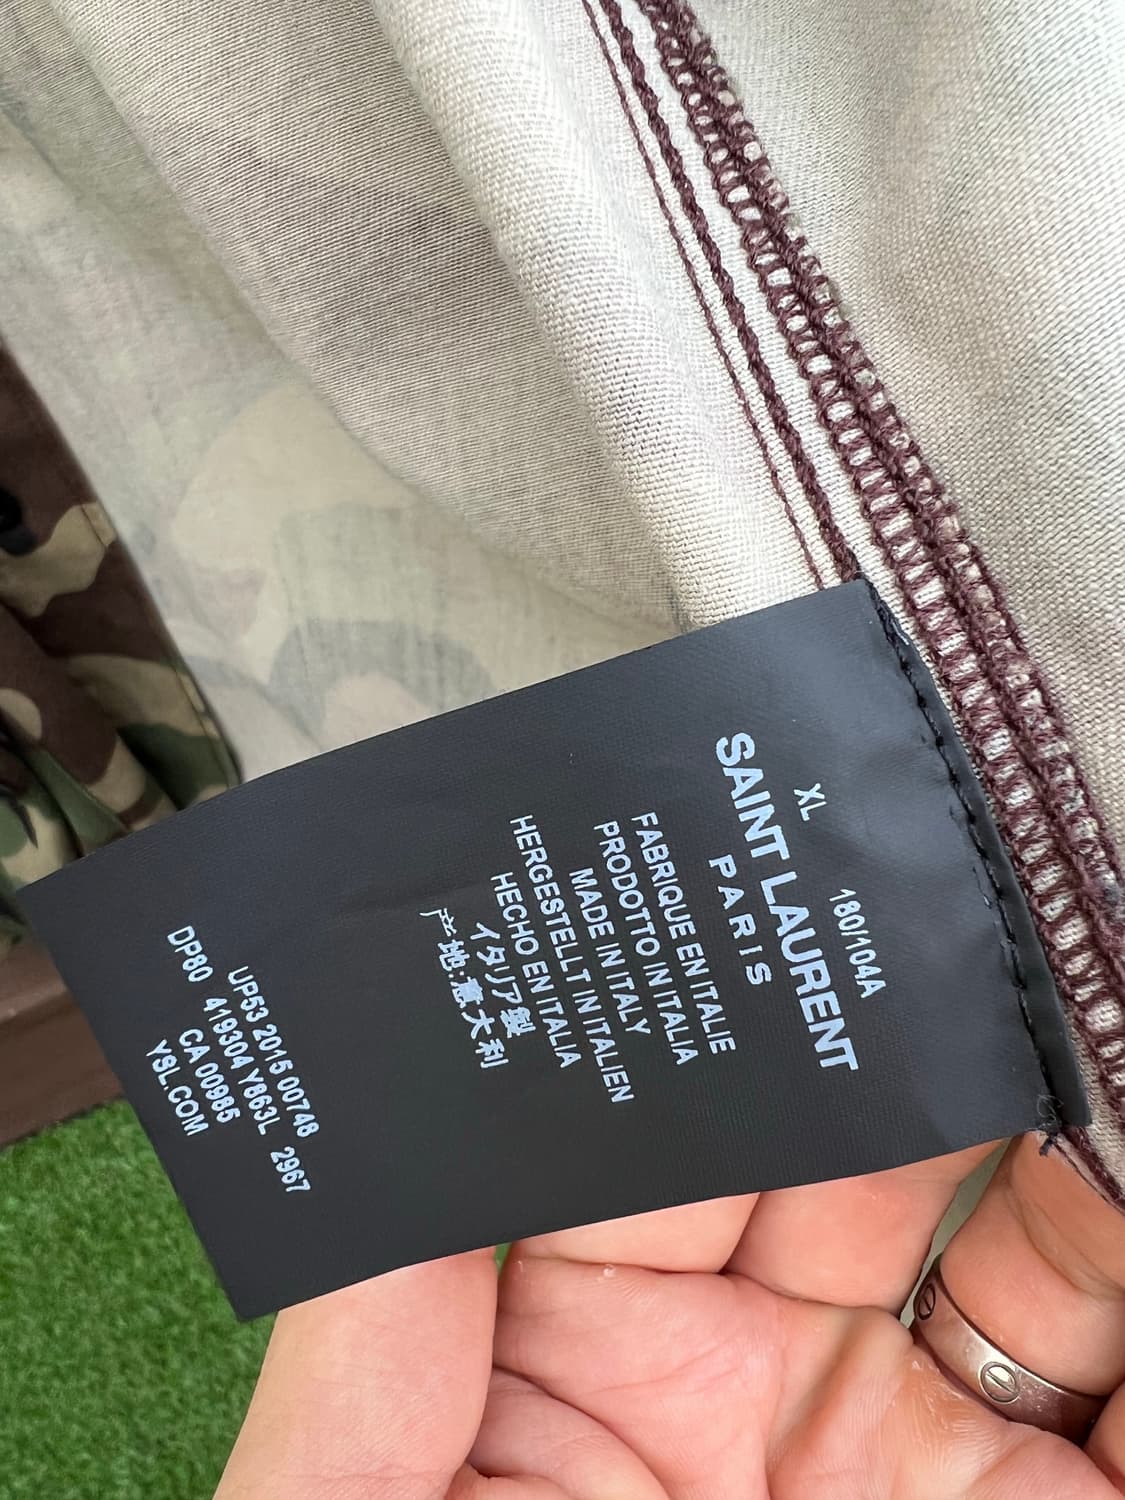 XL 180/104A
SAINT LAURENT
PARIS
FABRIQUE EN ITALIE
PRODOTTO IN ITALIA
MADE IN ITALY
HERGESTELLT IN ITALIEN
HECHO EN ITALIA
イタリア製
产地:意大利
UP53 2015 00748
DP80 419304 Y863L 2967
CA 00985
YSL.COM